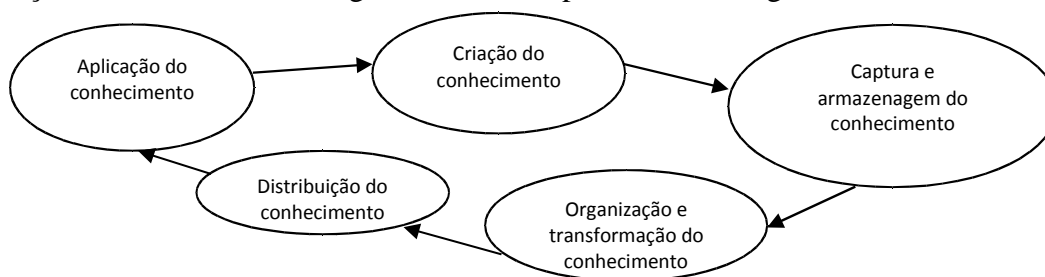 Aplicação do
conhecimento
Criação do
conhecimento
Captura e
armazenagem do
conhecimento
Distribuição do
conhecimento
Organização e
transformação do
conhecimento